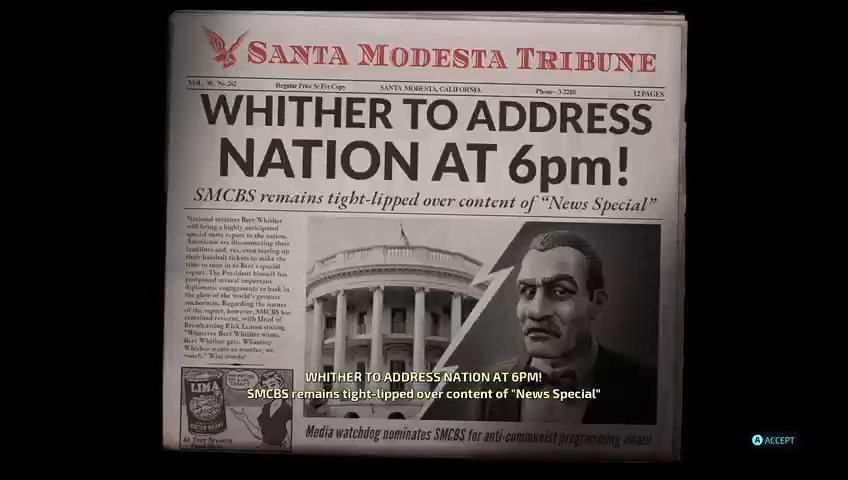 SANTA MODESTA TRIBUNE
VOL. 98. No.262
Regular Price 5c Per Copy
SANTA MODESTA, CALIFORNIA
Phone—3-2210
12 PAGES
WHITHER TO ADDRESS
NATION AT 6pm!
SMCBS remains tight-lipped over content of “News Special”
National treasure Bert Whither
will bring a highly anticipated
special news report to the nation.
Americans are disconnecting their
landlines and, yes, even tearing up
their baseball tickets to make the
time to tune in to Bert's special
report. The President himself has
postponed several important
diplomatic engagements to bask in
the glow of the world's greatest
anchorman. Regarding the nature
of the report, however, SMCBS has
remained reticent, with Head of
Broadcasting Rick Lemon stating,
"Whatever Bert Whither wants,
Bert Whither gets. Whatever
Whither wants to wonder, we
watch." Wise words!
LIMA
At Your Favorite
Media watchdog nominates SMCBS for anti-communist programming award.
WHITHER TO ADDRESS NATION AT 6PM!
SMCBS remains tight-lipped over content of "News Special"
A ACCEPT